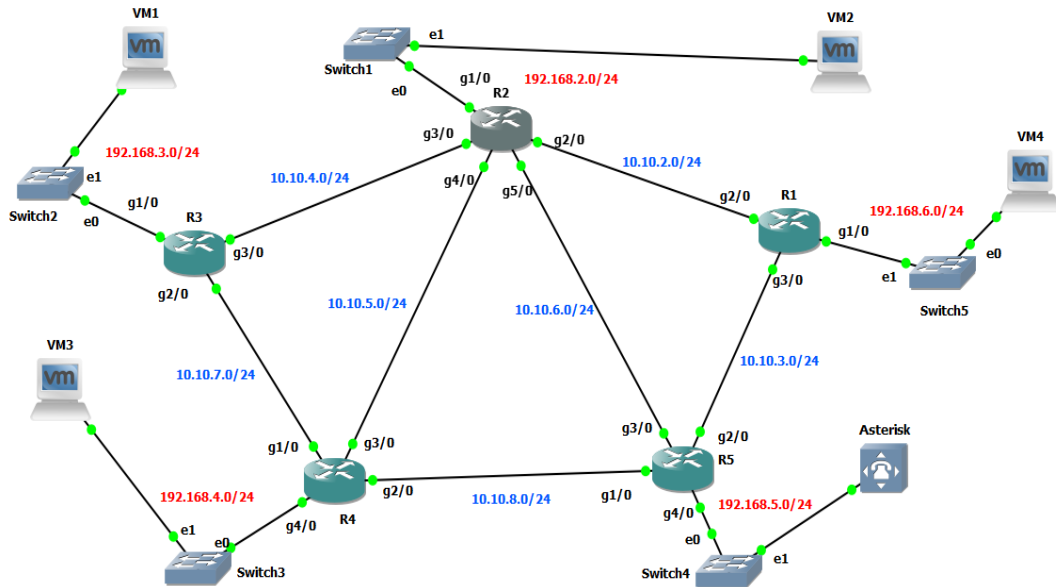 VM1
VM2
e1
Switch1
e0
g1/0
192.168.2.0/24
R2
g3/0
g2/0
g4/0
g5/0
VM4
192.168.3.0/24
e1
Switch2
e0
g1/0
R3
g3/0
g2/0
10.10.4.0/24
10.10.2.0/24
g2/0
R1
192.168.6.0/24
g1/0
e0
e1
g3/0
Switch5
10.10.5.0/24
10.10.6.0/24
VM3
10.10.7.0/24
10.10.3.0/24
Asterisk
g1/0
g3/0
g3/0
g2/0
R5
192.168.4.0/24
g2/0
R4
10.10.8.0/24
g1/0
g4/0
192.168.5.0/24
e1
g4/0
e0
e0
e1
Switch3
Switch4
vm
vm
vm
vm